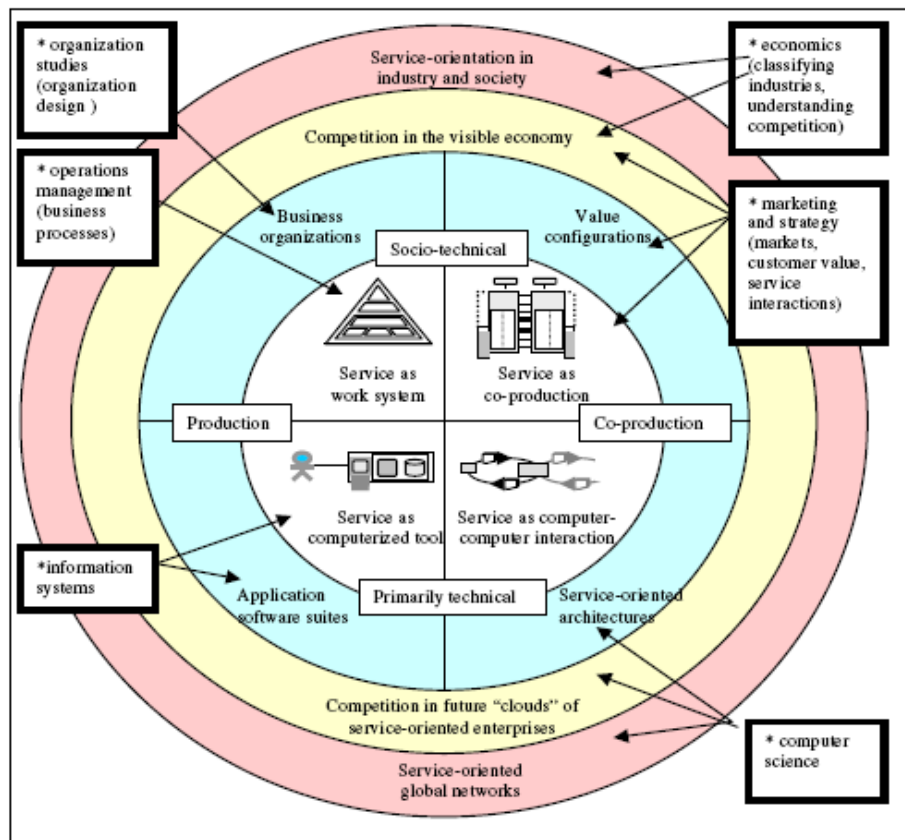 * organization
studies
(organization
design )
* operations
management
(business
processes)
Service-orientation in
industry and society
* economics
(classifying
industries,
understanding
competition)
Competition in the visible economy
* marketing
and strategy
(markets,
customer value,
service
interactions)
Business
organizations
Value
configurations
Socio-technical
Service as
work system
Service as
co-production
Production
Co-production
Service as
computerized tool
Service as computer-
computer interaction
*information
systems
Application
software suites
Primarily technical
Service-oriented
architectures
Competition in future “clouds” of
service-oriented enterprises
* computer
science
Service-oriented
global networks